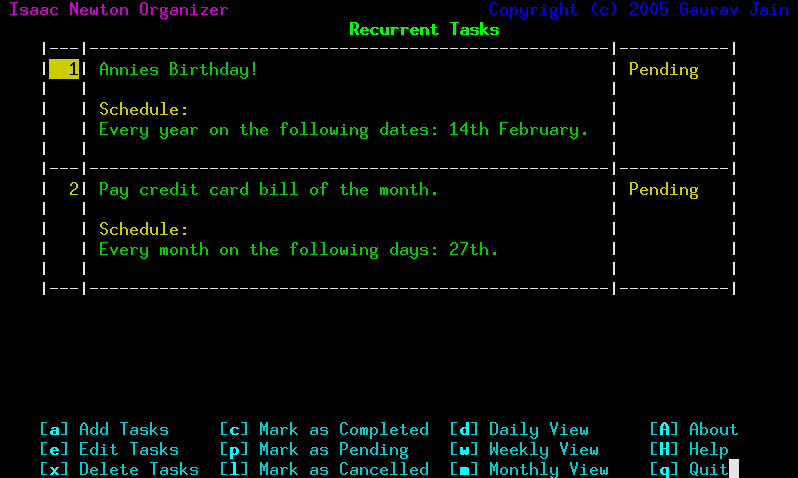 Isaac Newton Organizer Copyright (c) 2005 Gaurav Jain
Recurrent Tasks
|---|----------------------------------------------------|-----------|
| 1| Annies Birthday! | Pending |
| | | |
| | Schedule: | |
| | Every year on the following dates: 14th February. | |
| | | |
|---|----------------------------------------------------|-----------|
| 2| Pay credit card bill of the month. | Pending |
| | | |
| | Schedule: | |
| | Every month on the following days: 27th. | |
| | | |
|---|----------------------------------------------------|-----------|
[a] Add Tasks [c] Mark as Completed [d] Daily View [A] About
[e] Edit Tasks [p] Mark as Pending [w] Weekly View [H] Help
[x] Delete Tasks [l] Mark as Cancelled [m] Monthly View [q] Quit